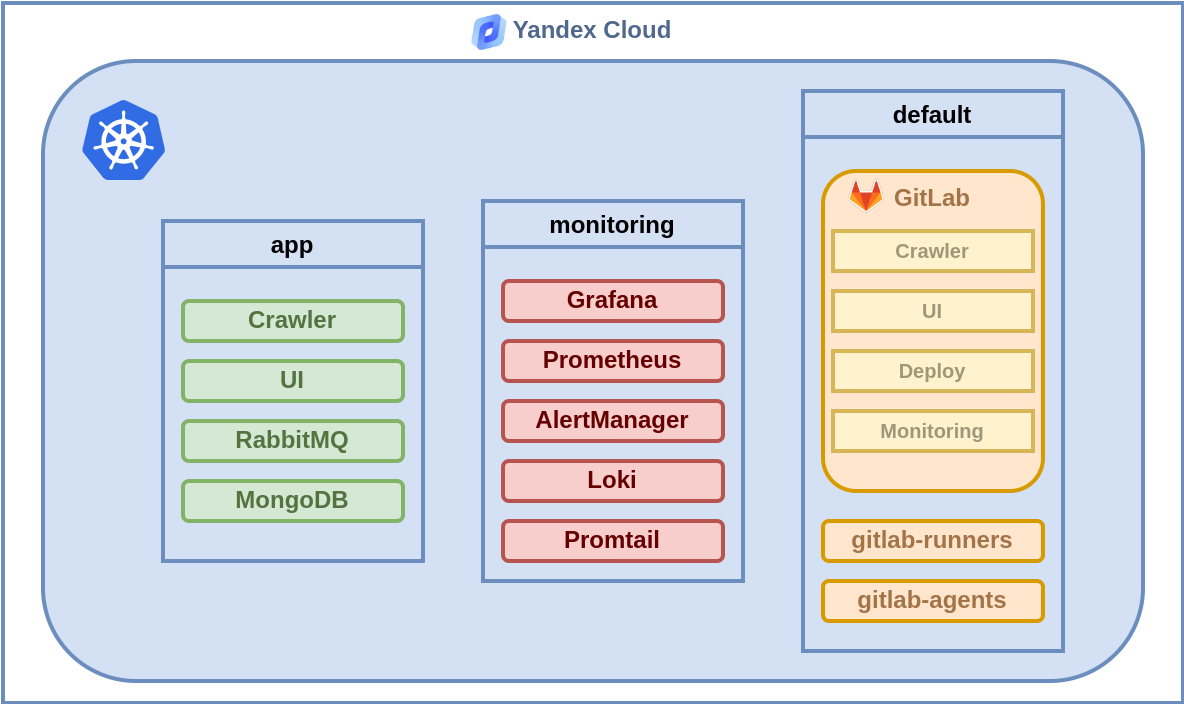 Yandex Cloud
app
Crawler
UI
RabbitMQ
MongoDB
monitoring
Grafana
Prometheus
AlertManager
Loki
Promtail
default
GitLab
Crawler
UI
Deploy
Monitoring
gitlab-runners
gitlab-agents